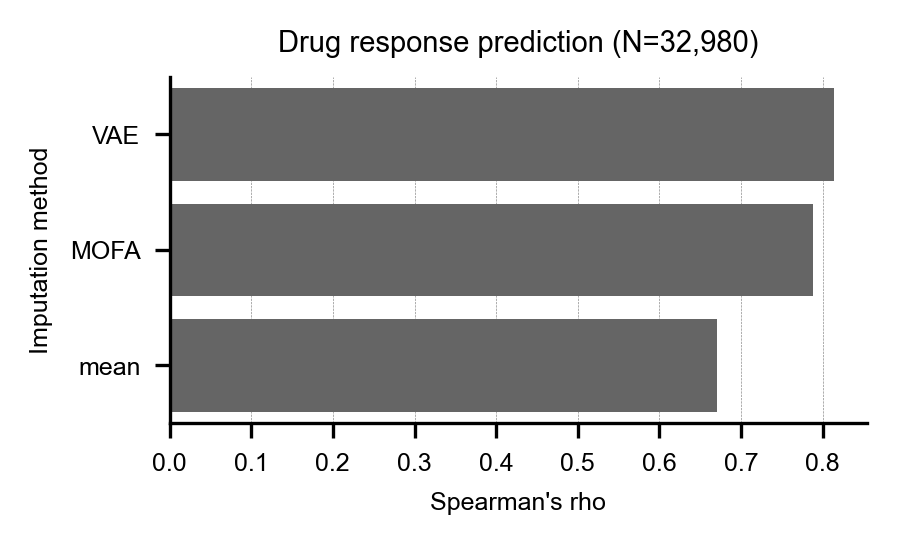 Drug response prediction (N=32,980)
Imputation method
VAE
MOFA
mean
0.0 0.1 0.2 0.3 0.4 0.5 0.6 0.7 0.8
Spearman's rho